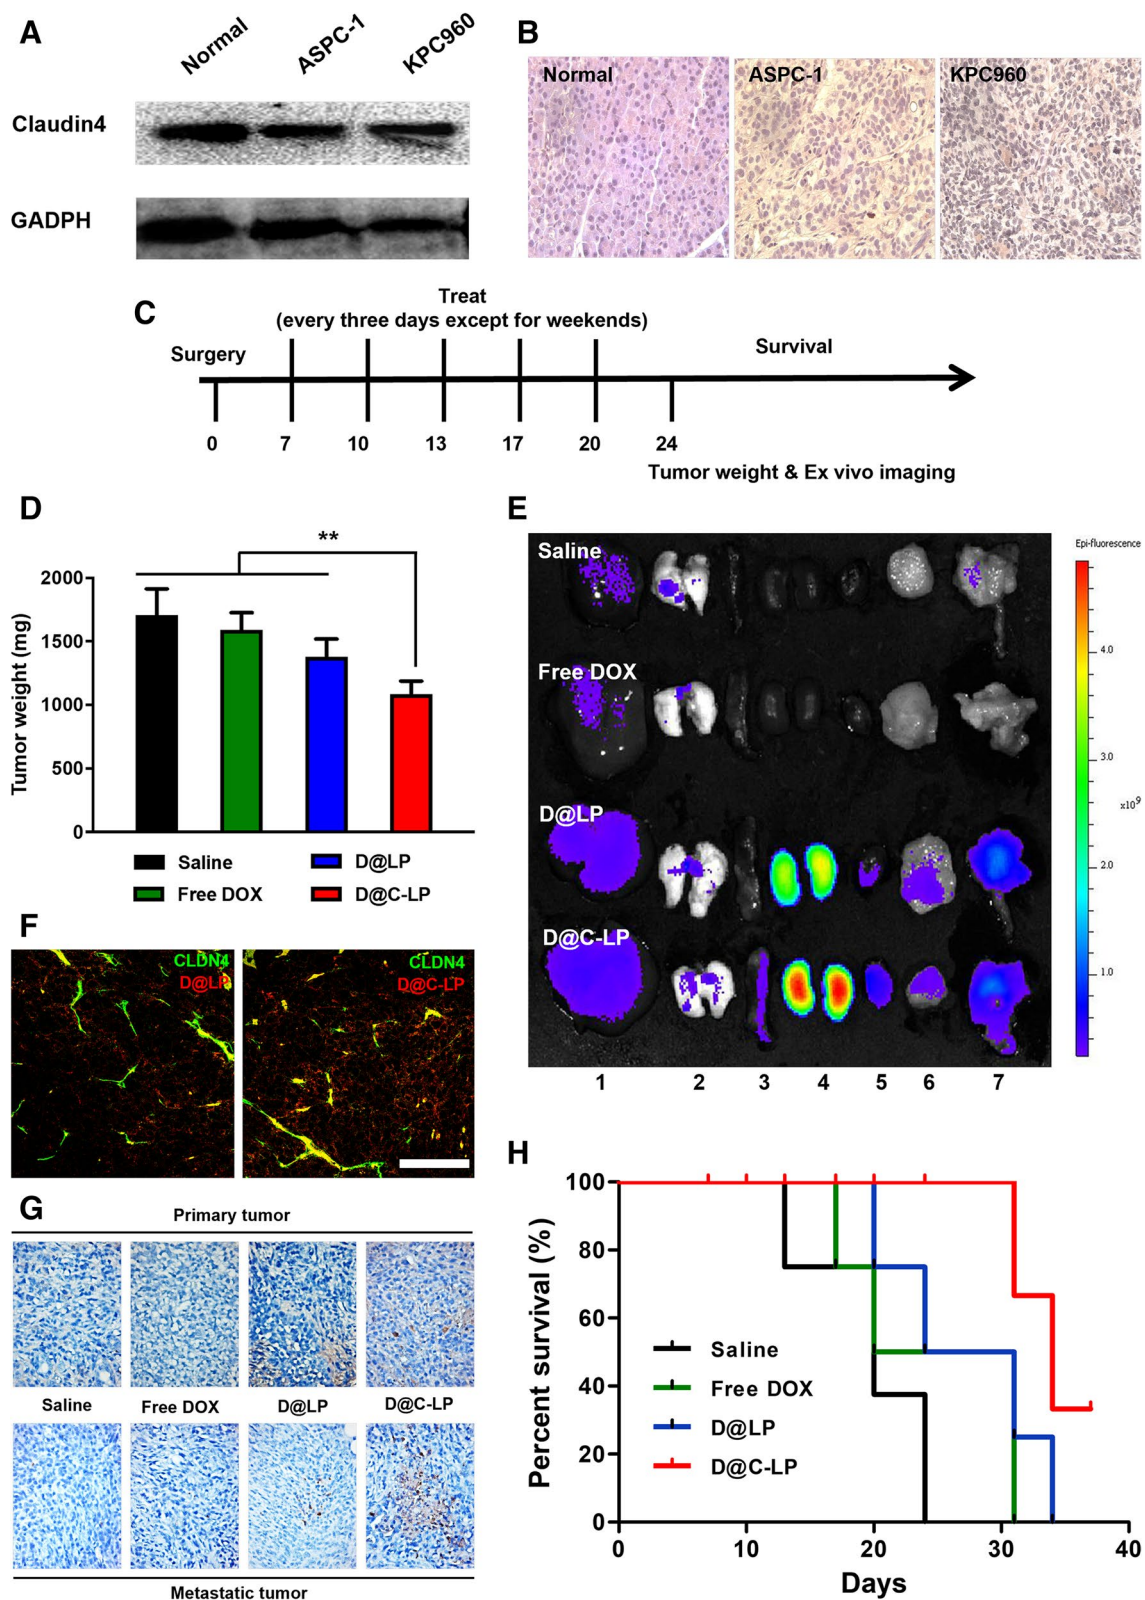 A
Normal
ASPC-1
KPC960
Claudin4
GADPH
B
Normal
ASPC-1
KPC960
C
Treat
(every three days except for weekends)
Surgery
Survival
0 7 10 13 17 20 24
Tumor weight & Ex vivo imaging
D
**
Tumor weight (mg)
2000
1500
1000
500
0
Saline
D@LP
Free DOX
D@C-LP
E
Saline
Free DOX
D@LP
D@C-LP
1 2 3 4 5 6 7
Epi-fluorescence
4.0
3.0
x10⁹
2.0
1.0
F
CLDN4
D@LP
CLDN4
D@C-LP
G
Primary tumor
Saline
Free DOX
D@LP
D@C-LP
Metastatic tumor
H
Percent survival (%)
100
80
60
40
20
0
Saline
Free DOX
D@LP
D@C-LP
0 10 20 30 40
Days